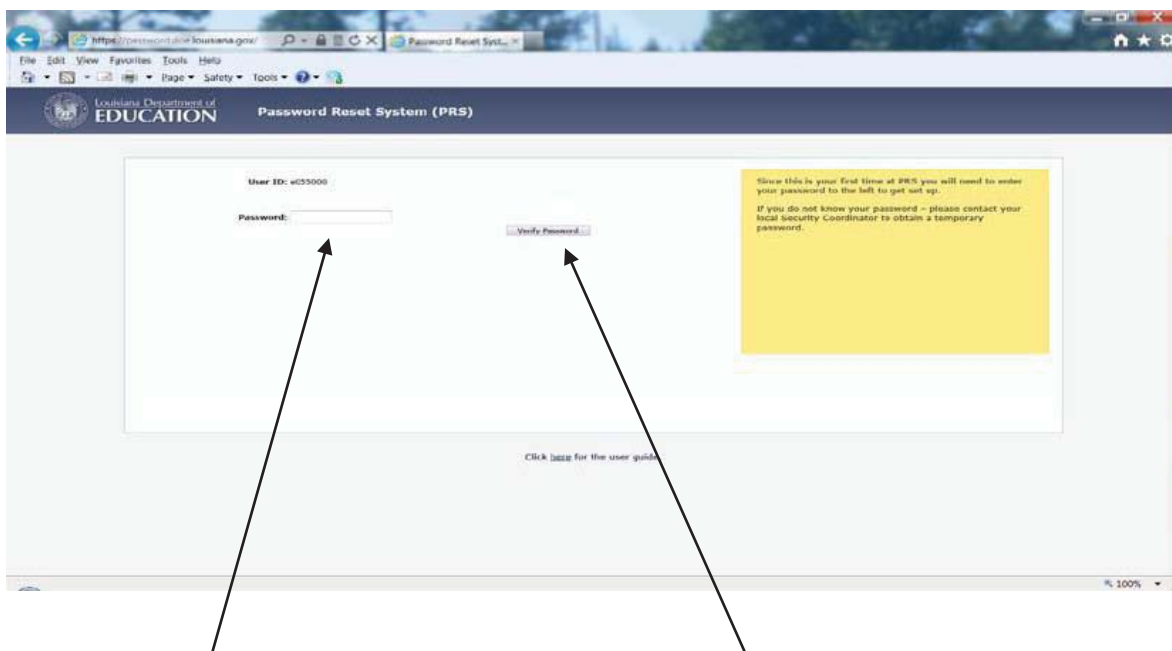 https://password.doe.louisiana.gov/
Password Reset Syst...
File Edit View Favorites Tools Help
Page Safety Tools
Louisiana Department of
EDUCATION
Password Reset System (PRS)
User ID: e055000
Password:
Verify Password
Since this is your first time at PRS you will need to enter
your password to the left to get set up.
If you do not know your password – please contact your
local Security Coordinator to obtain a temporary
password.
Click here for the user guide
100%